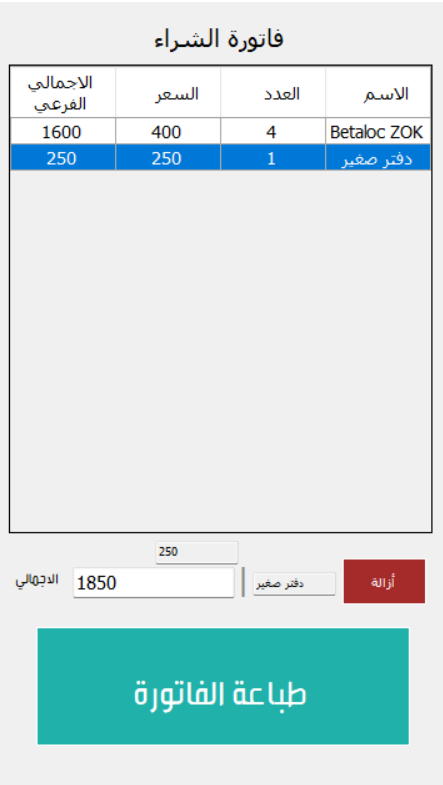 فاتورة الشراء
الاسم العدد السعر الاجمالي الفرعي
Betaloc ZOK 4 400 1600
دفتر صغير 1 250 250
250
أزالة دفتر صغير 1850 الاجمالي
طباعة الفاتورة